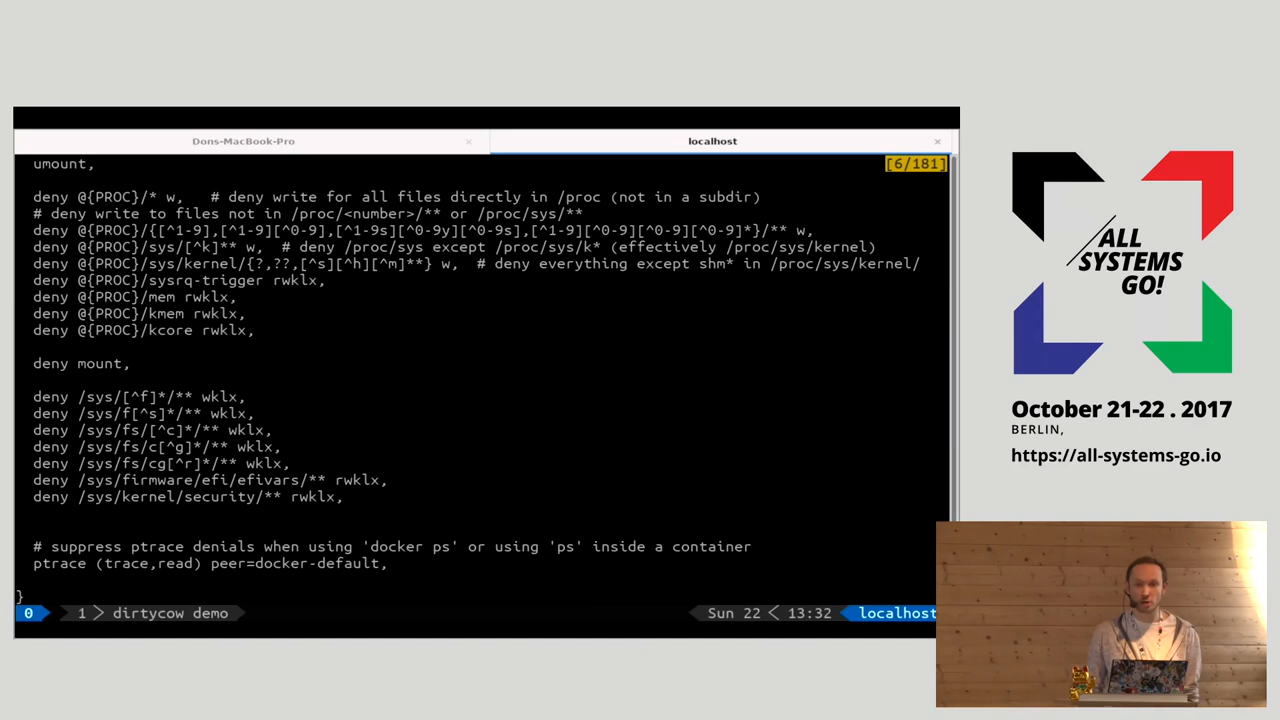 Dons-MacBook-Pro × localhost ×
umount, [6/181]
deny @{PROC}/* w,   # deny write for all files directly in /proc (not in a subdir)
# deny write to files not in /proc/<number>/** or /proc/sys/**
deny @{PROC}/{[^1-9],[^1-9][^0-9],[^1-9s][^0-9y][^0-9s],[^1-9][^0-9][^0-9][^0-9]*}/** w,
deny @{PROC}/sys/[^k]** w,  # deny /proc/sys except /proc/sys/k* (effectively /proc/sys/kernel)
deny @{PROC}/sys/kernel/{?,??,[^s][^h][^m]**} w,  # deny everything except shm* in /proc/sys/kernel/
deny @{PROC}/sysrq-trigger rwklx,
deny @{PROC}/mem rwklx,
deny @{PROC}/kmem rwklx,
deny @{PROC}/kcore rwklx,
deny mount,
deny /sys/[^f]*/** wklx,
deny /sys/f[^s]*/** wklx,
deny /sys/fs/[^c]*/** wklx,
deny /sys/fs/c[^g]*/** wklx,
deny /sys/fs/cg[^r]*/** wklx,
deny /sys/firmware/efi/efivars/** rwklx,
deny /sys/kernel/security/** rwklx,
# suppress ptrace denials when using 'docker ps' or using 'ps' inside a container
ptrace (trace,read) peer=docker-default,
}
0 1 > dirtycow demo Sun 22 < 13:32 localhost
ALL
SYSTEMS
GO!
October 21-22 . 2017
BERLIN,
https://all-systems-go.io